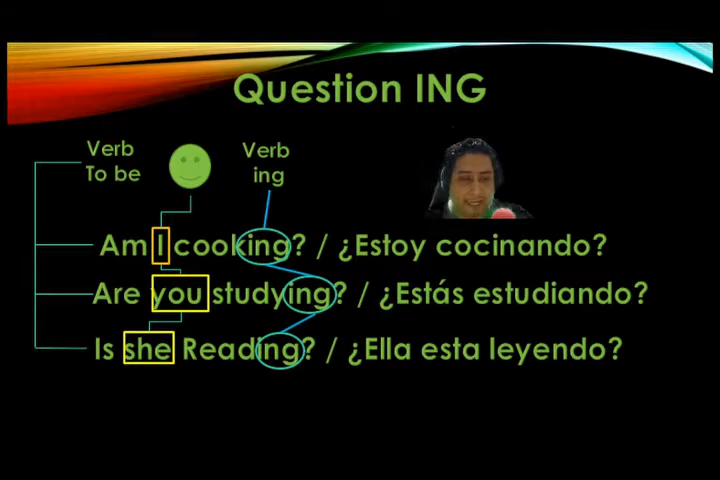 Question ING
Verb
To be
Verb
ing
Am I cooking? / ¿Estoy cocinando?
Are you studying? / ¿Estás estudiando?
Is she Reading? / ¿Ella esta leyendo?